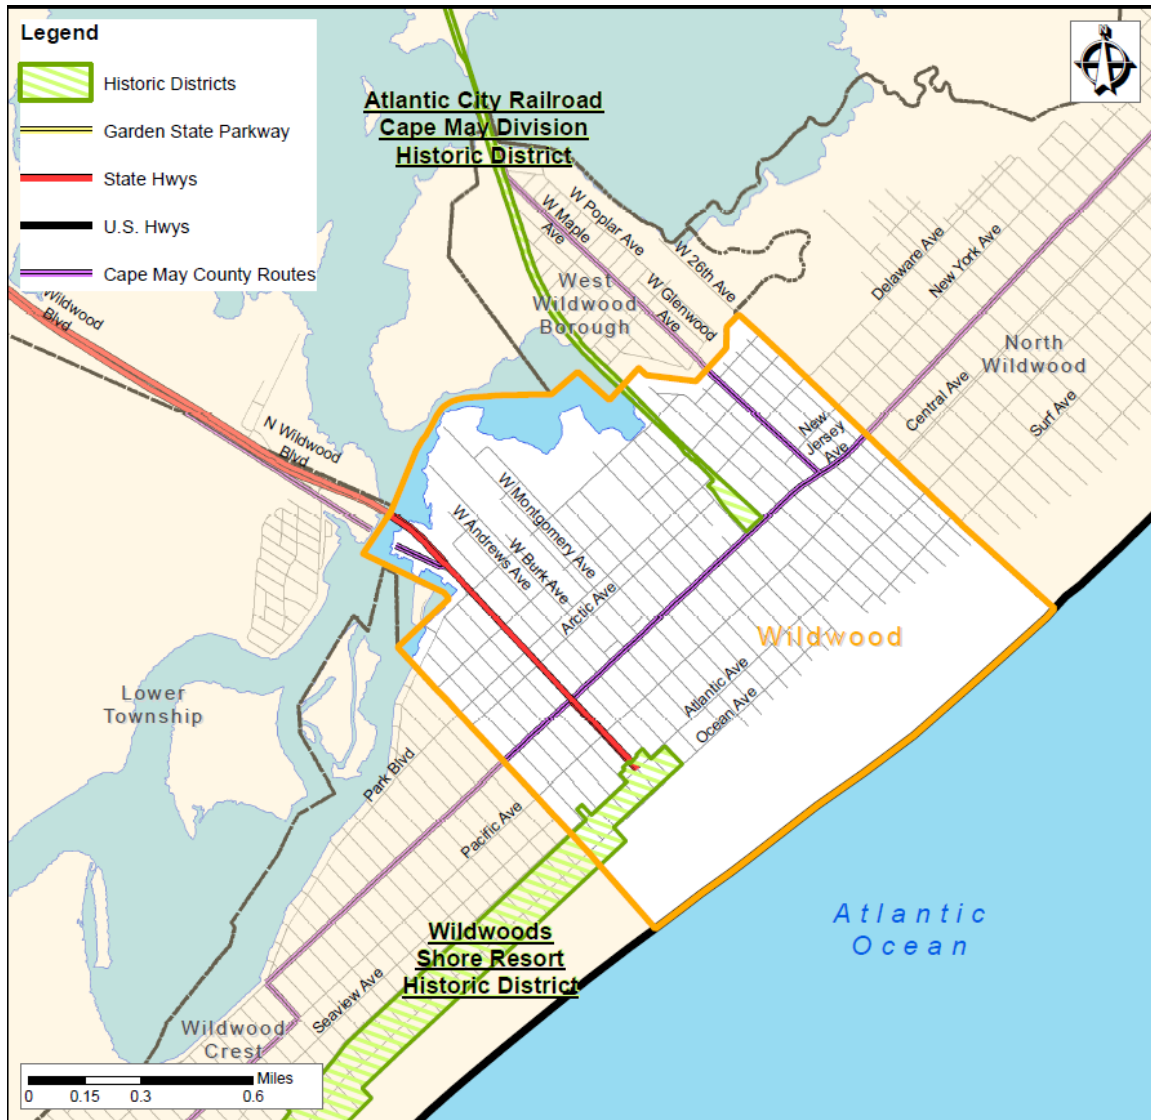 Legend
Historic Districts
Garden State Parkway
State Hwys
U.S. Hwys
Cape May County Routes
N
Atlantic City Railroad
Cape May Division
Historic District
W Poplar Ave
W Maple
Ave
W 26th Ave
W Glenwood
Ave
West
Wildwood
Borough
Delaware Ave
New York Ave
North
Wildwood
Central Ave
Surf Ave
New
Jersey
Ave
Wildwood
Blvd
N Wildwood
Blvd
W Montgomery Ave
W Andrews Ave
W Burk Ave
Arctic Ave
Wildwood
Atlantic Ave
Ocean Ave
Lower
Township
Park Blvd
Pacific Ave
Atlantic
Ocean
Wildwoods
Shore Resort
Historic District
Seaview Ave
Wildwood
Crest
Miles
0 0.15 0.3 0.6